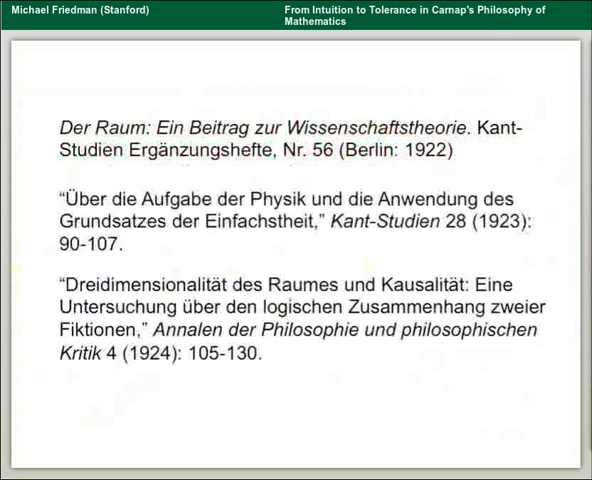 Michael Friedman (Stanford)
From Intuition to Tolerance in Carnap's Philosophy of
Mathematics
Der Raum: Ein Beitrag zur Wissenschaftstheorie. Kant-
Studien Ergänzungshefte, Nr. 56 (Berlin: 1922)
“Über die Aufgabe der Physik und die Anwendung des
Grundsatzes der Einfachstheit,” Kant-Studien 28 (1923):
90-107.
“Dreidimensionalität des Raumes und Kausalität: Eine
Untersuchung über den logischen Zusammenhang zweier
Fiktionen,” Annalen der Philosophie und philosophischen
Kritik 4 (1924): 105-130.